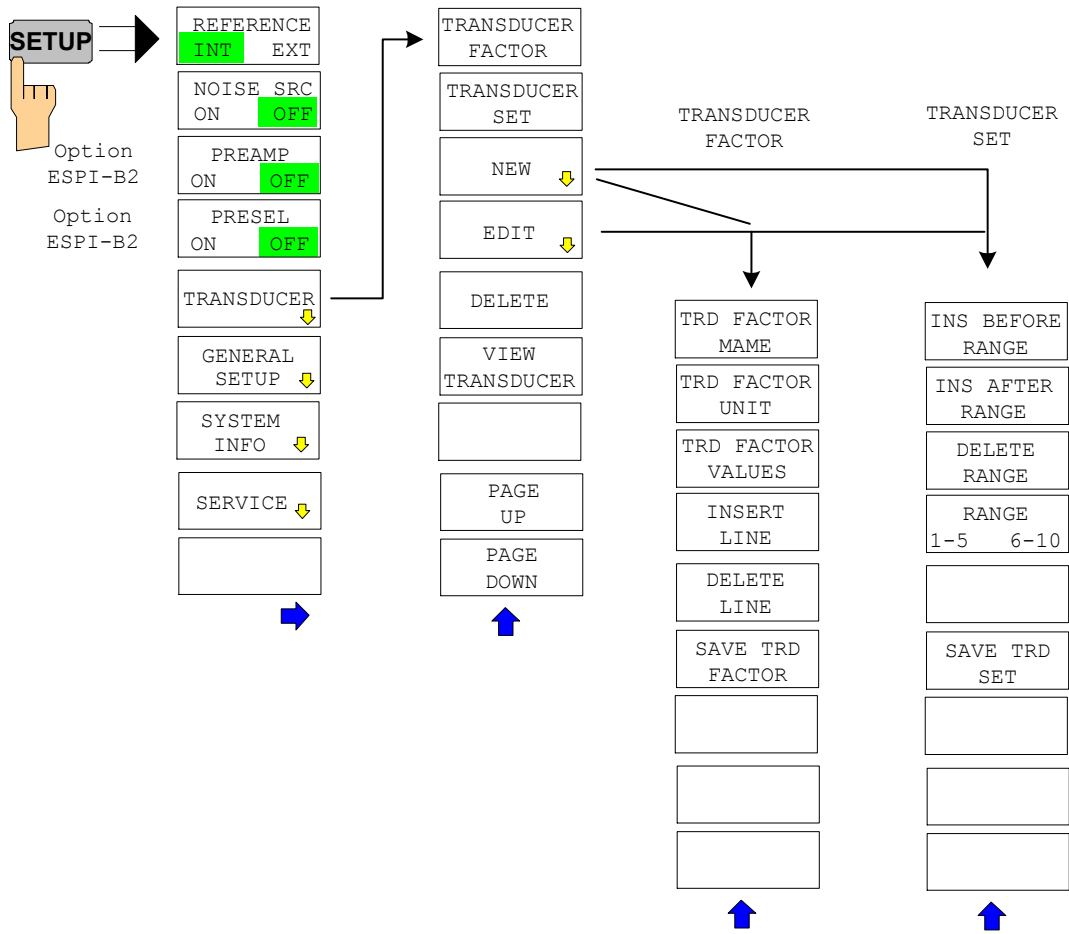 SETUP
REFERENCE
INT EXT
NOISE SRC
ON OFF
Option
ESPI-B2
PREAMP
ON OFF
Option
ESPI-B2
PRESEL
ON OFF
TRANSDUCER
GENERAL
SETUP
SYSTEM
INFO
SERVICE
TRANSDUCER
FACTOR
TRANSDUCER
SET
NEW
EDIT
DELETE
VIEW
TRANSDUCER
PAGE
UP
PAGE
DOWN
TRANSDUCER
FACTOR
TRD FACTOR
MAME
TRD FACTOR
UNIT
TRD FACTOR
VALUES
INSERT
LINE
DELETE
LINE
SAVE TRD
FACTOR
TRANSDUCER
SET
INS BEFORE
RANGE
INS AFTER
RANGE
DELETE
RANGE
RANGE
1-5 6-10
SAVE TRD
SET